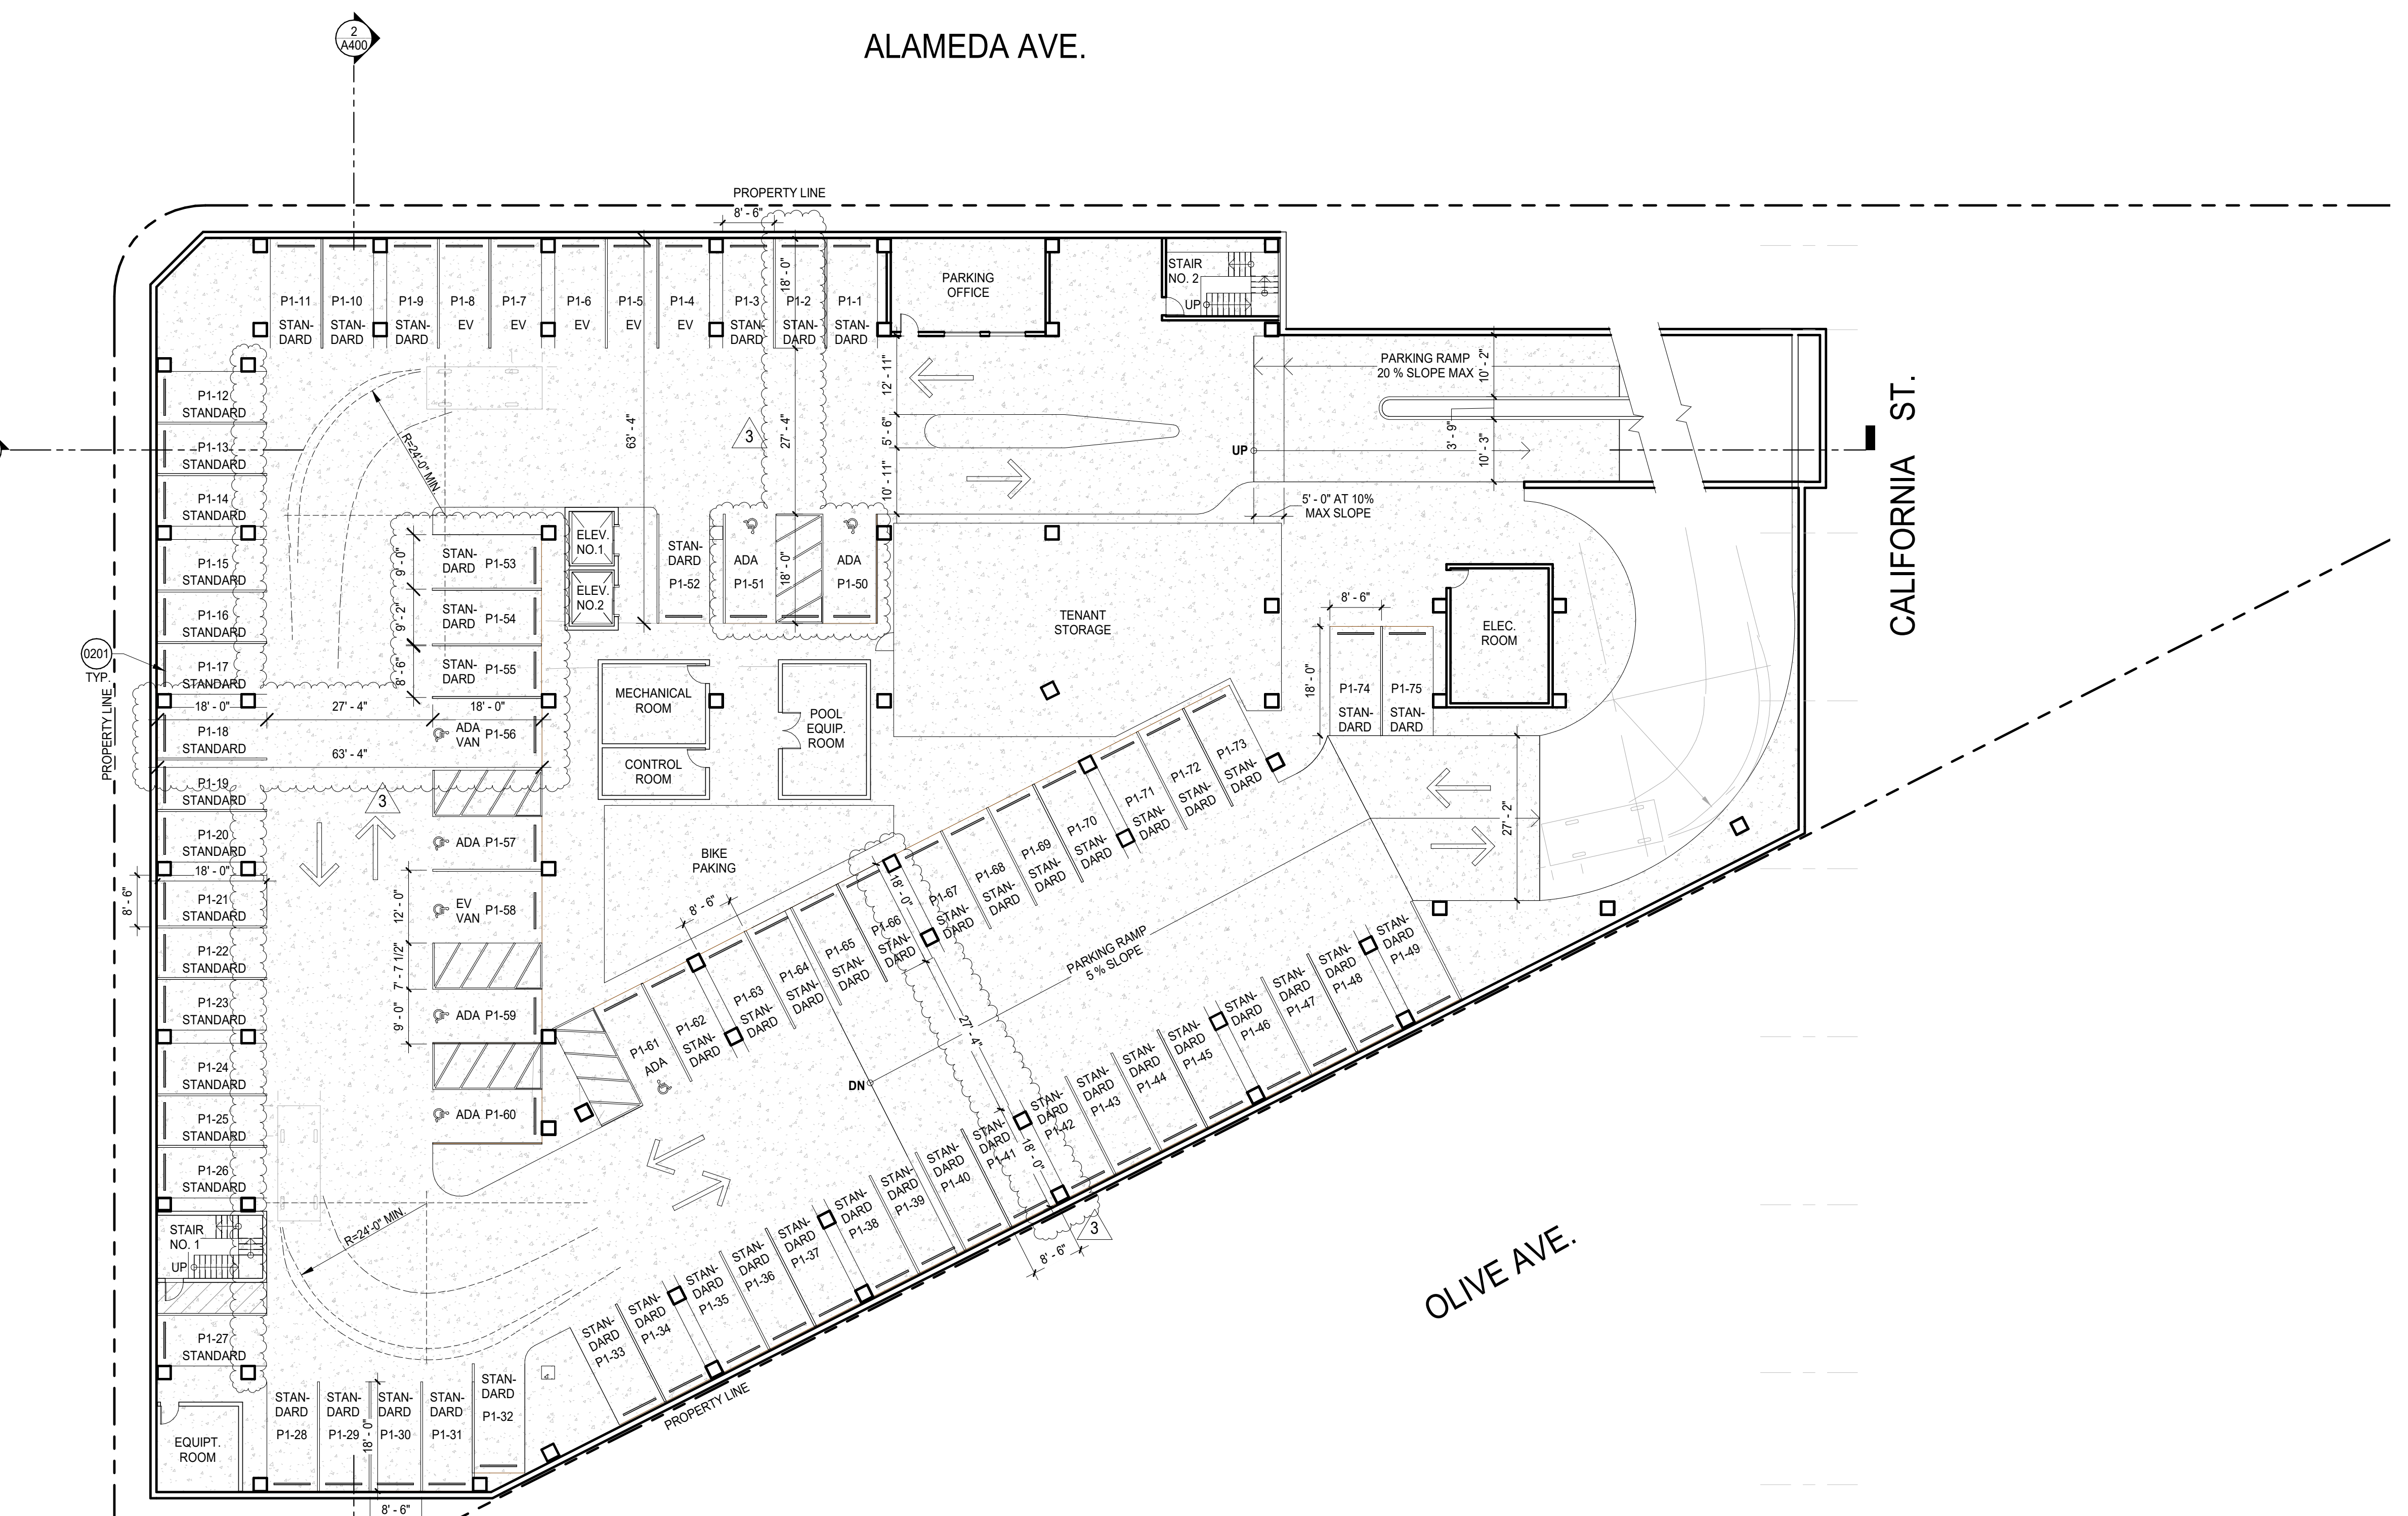 2
A400
ALAMEDA AVE.
PROPERTY LINE
8' - 6"
P1-11
STAN-
DARD
P1-10
STAN-
DARD
P1-9
STAN-
DARD
P1-8
EV
P1-7
EV
P1-6
EV
P1-5
EV
P1-4
EV
P1-3
STAN-
DARD
18' - 0"
P1-2
STAN-
DARD
P1-1
STAN-
DARD
PARKING
OFFICE
STAIR
NO. 2
UP
PARKING RAMP
20 % SLOPE MAX
10' - 2"
3' - 9"
10' - 3"
12' - 11"
5' - 6"
10' - 11"
UP
5' - 0" AT 10%
MAX SLOPE
CALIFORNIA ST.
63' - 4"
3
27' - 4"
R=24'-0" MIN
P1-12
STANDARD
P1-13
STANDARD
P1-14
STANDARD
P1-15
STANDARD
P1-16
STANDARD
P1-17
STANDARD
0201
TYP.
PROPERTY LINE
9' - 0"
STAN-
DARD
P1-53
9' - 2"
STAN-
DARD
P1-54
8' - 6"
STAN-
DARD
P1-55
ELEV.
NO.1
ELEV.
NO.2
STAN-
DARD
P1-52
ADA
P1-51
18' - 0"
ADA
P1-50
TENANT
STORAGE
8' - 6"
18' - 0"
P1-74
STAN-
DARD
P1-75
STAN-
DARD
ELEC.
ROOM
18' - 0"
27' - 4"
18' - 0"
P1-18
STANDARD
63' - 4"
ADA
VAN
P1-56
MECHANICAL
ROOM
CONTROL
ROOM
POOL
EQUIP.
ROOM
P1-19
STANDARD
3
P1-20
STANDARD
18' - 0"
8' - 6"
P1-21
STANDARD
P1-22
STANDARD
P1-23
STANDARD
P1-24
STANDARD
P1-25
STANDARD
P1-26
STANDARD
ADA P1-57
12' - 0"
EV
VAN
P1-58
7' - 7 1/2"
9' - 0"
ADA P1-59
ADA P1-60
BIKE
PAKING
8' - 6"
P1-61
ADA
P1-62
STAN-
DARD
P1-63
STAN-
DARD
P1-64
STAN-
DARD
P1-65
STAN-
DARD
P1-66
STAN-
DARD
18' - 0"
P1-67
STAN-
DARD
P1-68
STAN-
DARD
P1-69
STAN-
DARD
P1-70
STAN-
DARD
P1-71
STAN-
DARD
P1-72
STAN-
DARD
P1-73
STAN-
DARD
27' - 2"
PARKING RAMP
5 % SLOPE
27' - 4"
DN
STAIR
NO. 1
UP
R=24'-0" MIN.
P1-27
STANDARD
EQUIPT.
ROOM
STAN-
DARD
P1-28
STAN-
DARD
P1-29
18' - 0"
STAN-
DARD
P1-30
STAN-
DARD
P1-31
STAN-
DARD
P1-32
8' - 6"
STAN-
DARD
P1-33
STAN-
DARD
P1-34
STAN-
DARD
P1-35
STAN-
DARD
P1-36
STAN-
DARD
P1-37
STAN-
DARD
P1-38
STAN-
DARD
P1-39
STAN-
DARD
P1-40
STAN-
DARD
P1-41
18' - 0"
STAN-
DARD
P1-42
STAN-
DARD
P1-43
STAN-
DARD
P1-44
STAN-
DARD
P1-45
STAN-
DARD
P1-46
STAN-
DARD
P1-47
STAN-
DARD
P1-48
STAN-
DARD
P1-49
8' - 6"
3
PROPERTY LINE
OLIVE AVE.